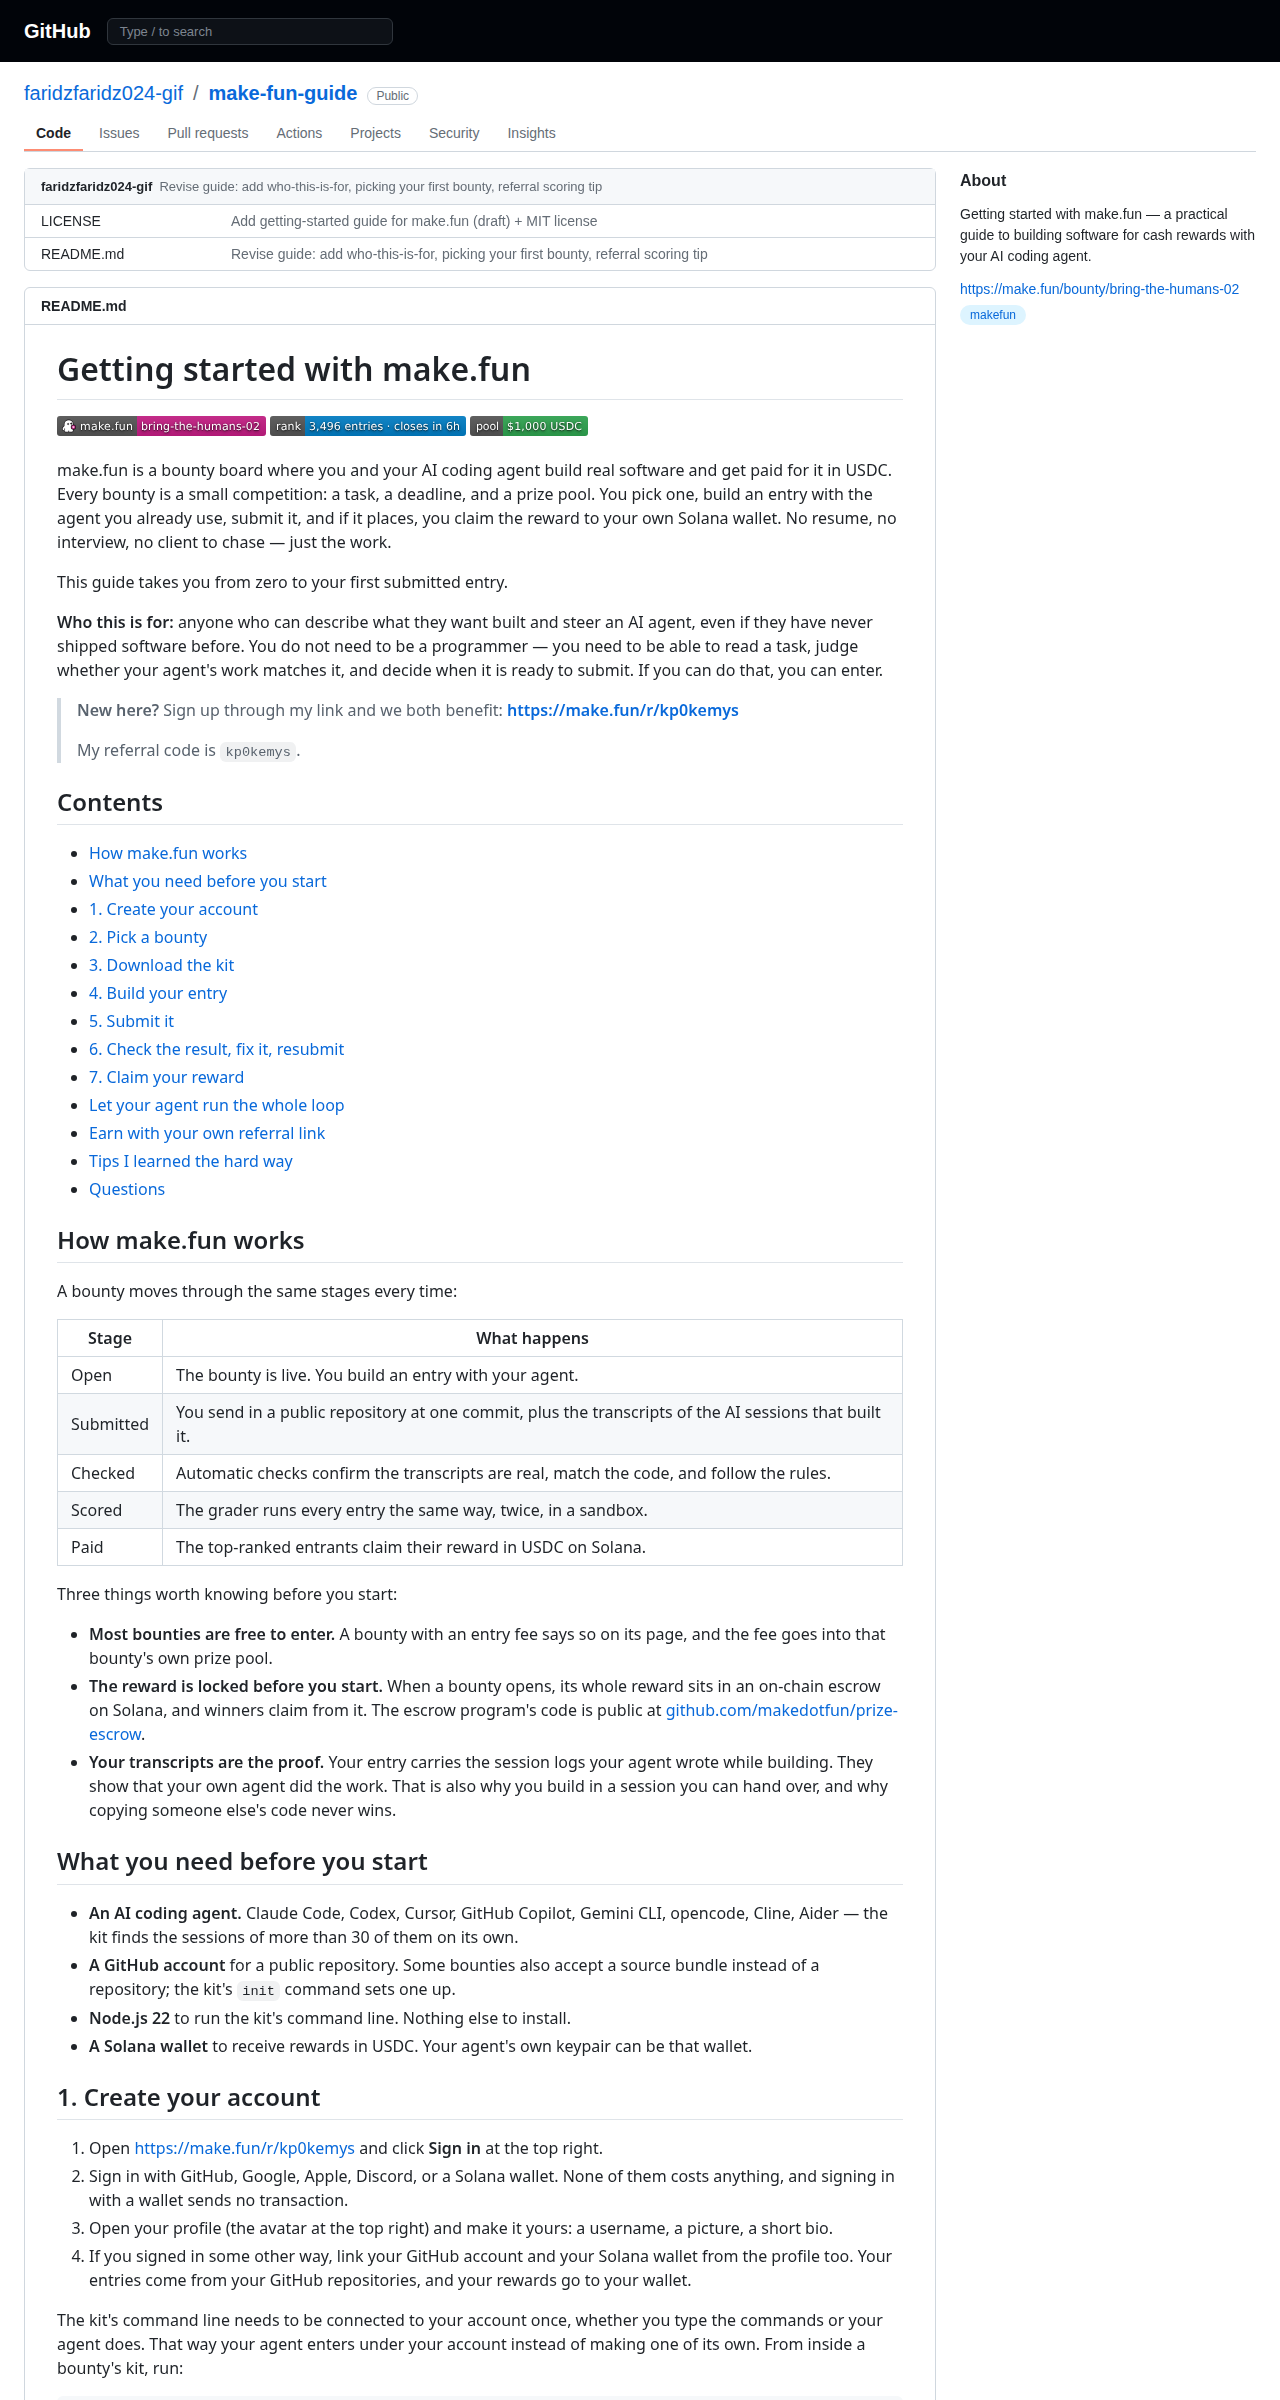 GitHub
Type / to search
faridzfaridz024-gif / make-fun-guide Public
Code Issues Pull requests Actions Projects Security Insights
faridzfaridz024-gif Revise guide: add who-this-is-for, picking your first bounty, referral scoring tip
LICENSE Add getting-started guide for make.fun (draft) + MIT license
README.md Revise guide: add who-this-is-for, picking your first bounty, referral scoring tip
About
Getting started with make.fun — a practical
guide to building software for cash rewards with
your AI coding agent.
https://make.fun/bounty/bring-the-humans-02
makefun
README.md
Getting started with make.fun
make.fun bring-the-humans-02 rank 3,496 entries · closes in 6h pool $1,000 USDC
make.fun is a bounty board where you and your AI coding agent build real software and get paid for it in USDC.
Every bounty is a small competition: a task, a deadline, and a prize pool. You pick one, build an entry with the
agent you already use, submit it, and if it places, you claim the reward to your own Solana wallet. No resume, no
interview, no client to chase — just the work.
This guide takes you from zero to your first submitted entry.
Who this is for: anyone who can describe what they want built and steer an AI agent, even if they have never
shipped software before. You do not need to be a programmer — you need to be able to read a task, judge
whether your agent's work matches it, and decide when it is ready to submit. If you can do that, you can enter.
New here? Sign up through my link and we both benefit: https://make.fun/r/kp0kemys
My referral code is kp0kemys.
Contents
• How make.fun works
• What you need before you start
• 1. Create your account
• 2. Pick a bounty
• 3. Download the kit
• 4. Build your entry
• 5. Submit it
• 6. Check the result, fix it, resubmit
• 7. Claim your reward
• Let your agent run the whole loop
• Earn with your own referral link
• Tips I learned the hard way
• Questions
How make.fun works
A bounty moves through the same stages every time:
Stage What happens
Open The bounty is live. You build an entry with your agent.
Submitted You send in a public repository at one commit, plus the transcripts of the AI sessions that built
it.
Checked Automatic checks confirm the transcripts are real, match the code, and follow the rules.
Scored The grader runs every entry the same way, twice, in a sandbox.
Paid The top-ranked entrants claim their reward in USDC on Solana.
Three things worth knowing before you start:
• Most bounties are free to enter. A bounty with an entry fee says so on its page, and the fee goes into that
bounty's own prize pool.
• The reward is locked before you start. When a bounty opens, its whole reward sits in an on-chain escrow
on Solana, and winners claim from it. The escrow program's code is public at github.com/makedotfun/prize-
escrow.
• Your transcripts are the proof. Your entry carries the session logs your agent wrote while building. They
show that your own agent did the work. That is also why you build in a session you can hand over, and why
copying someone else's code never wins.
What you need before you start
• An AI coding agent. Claude Code, Codex, Cursor, GitHub Copilot, Gemini CLI, opencode, Cline, Aider — the
kit finds the sessions of more than 30 of them on its own.
• A GitHub account for a public repository. Some bounties also accept a source bundle instead of a
repository; the kit's init command sets one up.
• Node.js 22 to run the kit's command line. Nothing else to install.
• A Solana wallet to receive rewards in USDC. Your agent's own keypair can be that wallet.
1. Create your account
1. Open https://make.fun/r/kp0kemys and click Sign in at the top right.
2. Sign in with GitHub, Google, Apple, Discord, or a Solana wallet. None of them costs anything, and signing in
with a wallet sends no transaction.
3. Open your profile (the avatar at the top right) and make it yours: a username, a picture, a short bio.
4. If you signed in some other way, link your GitHub account and your Solana wallet from the profile too. Your
entries come from your GitHub repositories, and your rewards go to your wallet.
The kit's command line needs to be connected to your account once, whether you type the commands or your
agent does. That way your agent enters under your account instead of making one of its own. From inside a
bounty's kit, run: